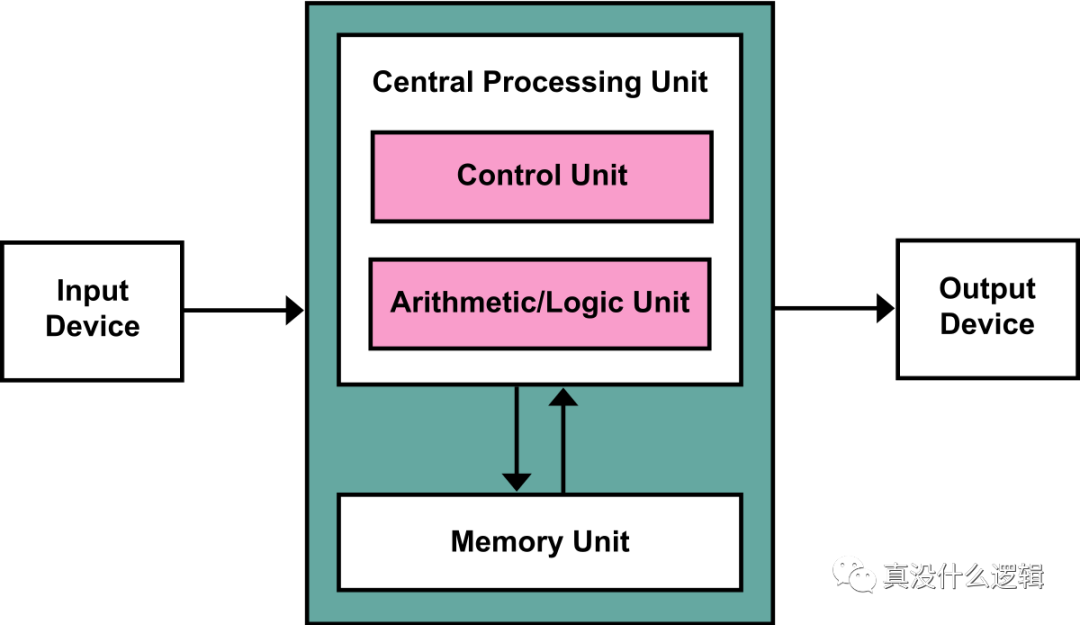 Central Processing Unit
Control Unit
Arithmetic/Logic Unit
Input
Device
Output
Device
Memory Unit
真没什么逻辑